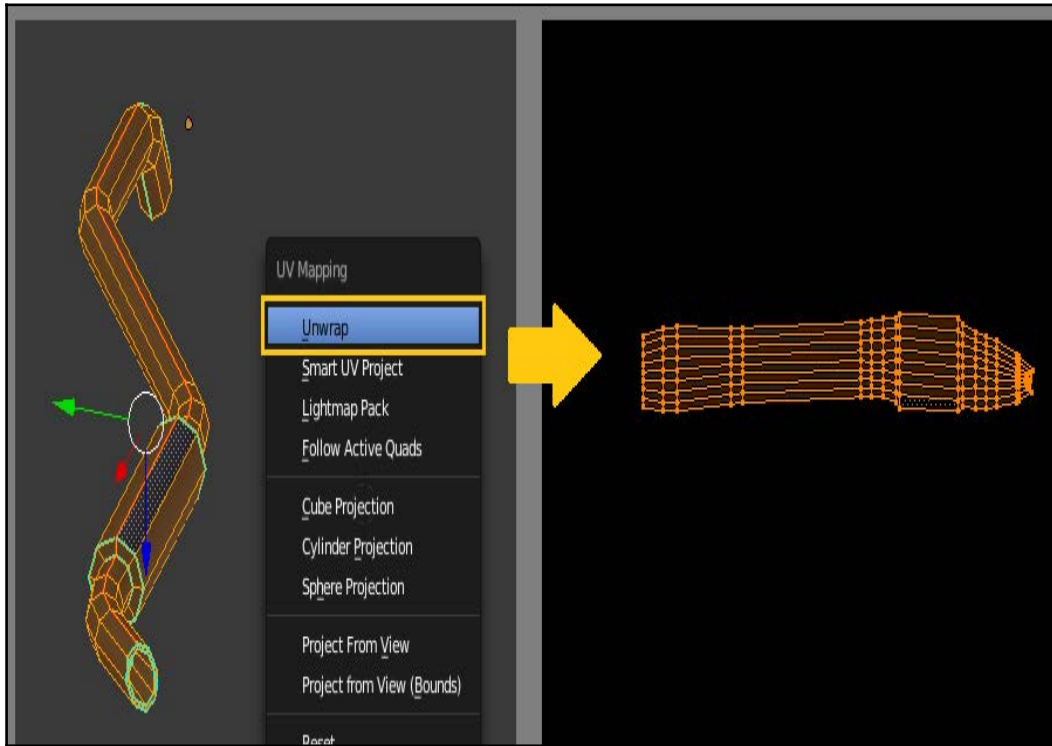 UV Mapping
Unwrap
Smart UV Project
Lightmap Pack
Follow Active Quads
Cube Projection
Cylinder Projection
Sphere Projection
Project From View
Project from View (Bounds)
Reset